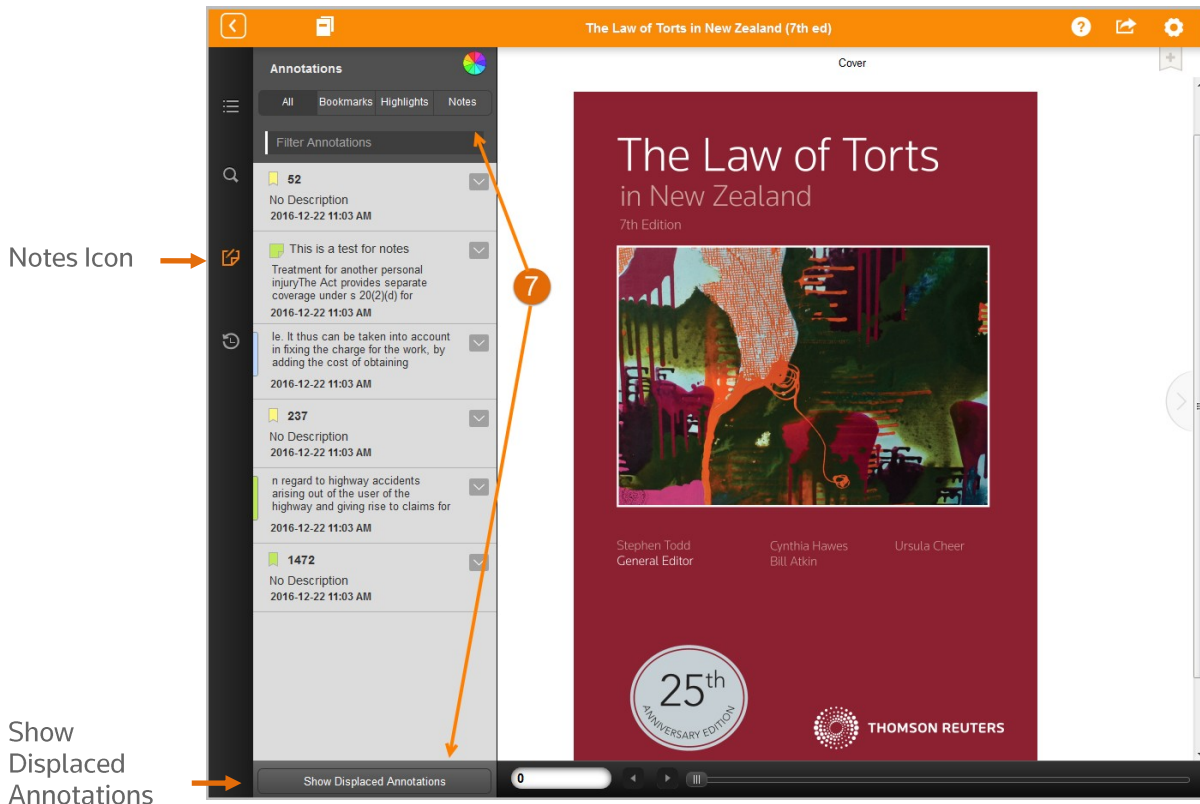 The Law of Torts in New Zealand (7th ed)
?
Annotations
All Bookmarks Highlights Notes
Filter Annotations
52
No Description
2016-12-22 11:03 AM
This is a test for notes
Treatment for another personal
injuryThe Act provides separate
coverage under s 20(2)(d) for
2016-12-22 11:03 AM
le. It thus can be taken into account
in fixing the charge for the work, by
adding the cost of obtaining
2016-12-22 11:03 AM
237
No Description
2016-12-22 11:03 AM
n regard to highway accidents
arising out of the user of the
highway and giving rise to claims for
2016-12-22 11:03 AM
1472
No Description
2016-12-22 11:03 AM
Show Displaced Annotations
Notes Icon
Show
Displaced
Annotations
7
Cover
The Law of Torts
in New Zealand
7th Edition
Stephen Todd
General Editor
Cynthia Hawes
Bill Atkin
Ursula Cheer
25th
ANNIVERSARY EDITION
THOMSON REUTERS
0